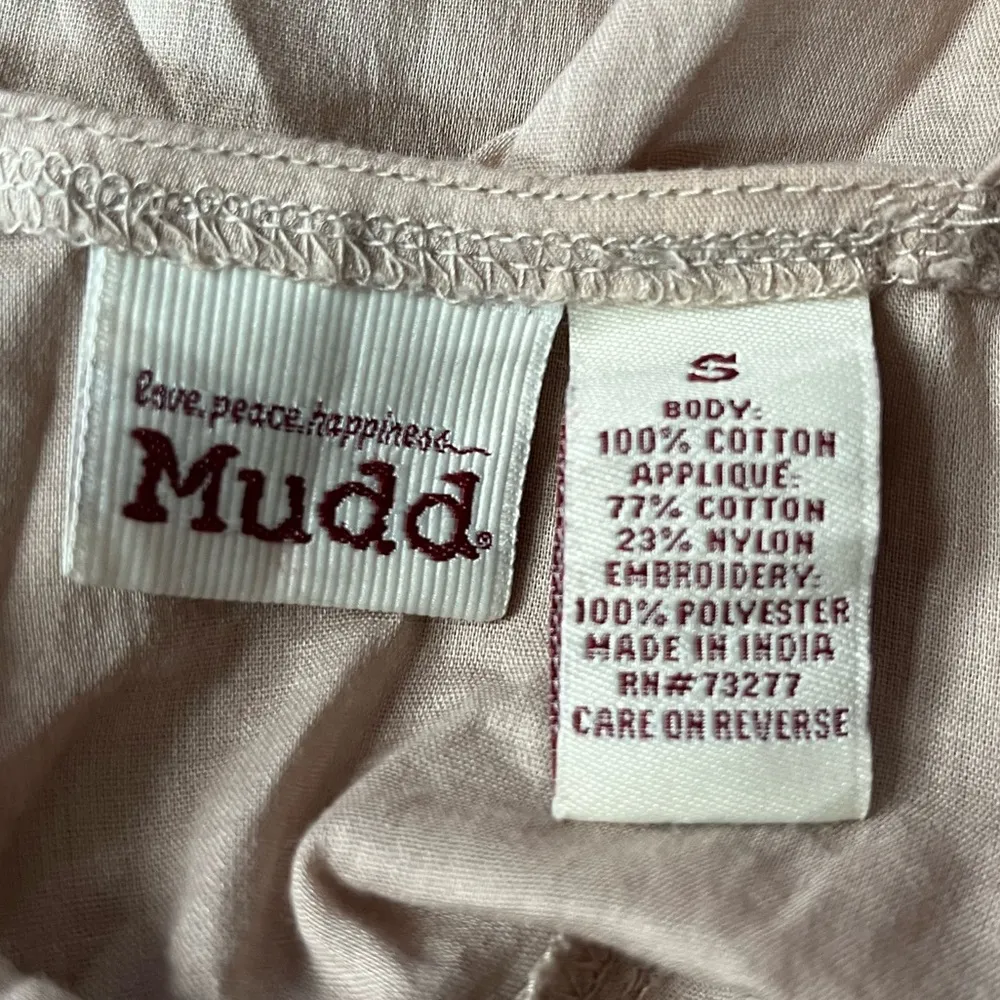 love.peace.happiness
Mudd®
S
BODY:
100% COTTON
APPLIQUÉ:
77% COTTON
23% NYLON
EMBROIDERY:
100% POLYESTER
MADE IN INDIA
RN#73277
CARE ON REVERSE